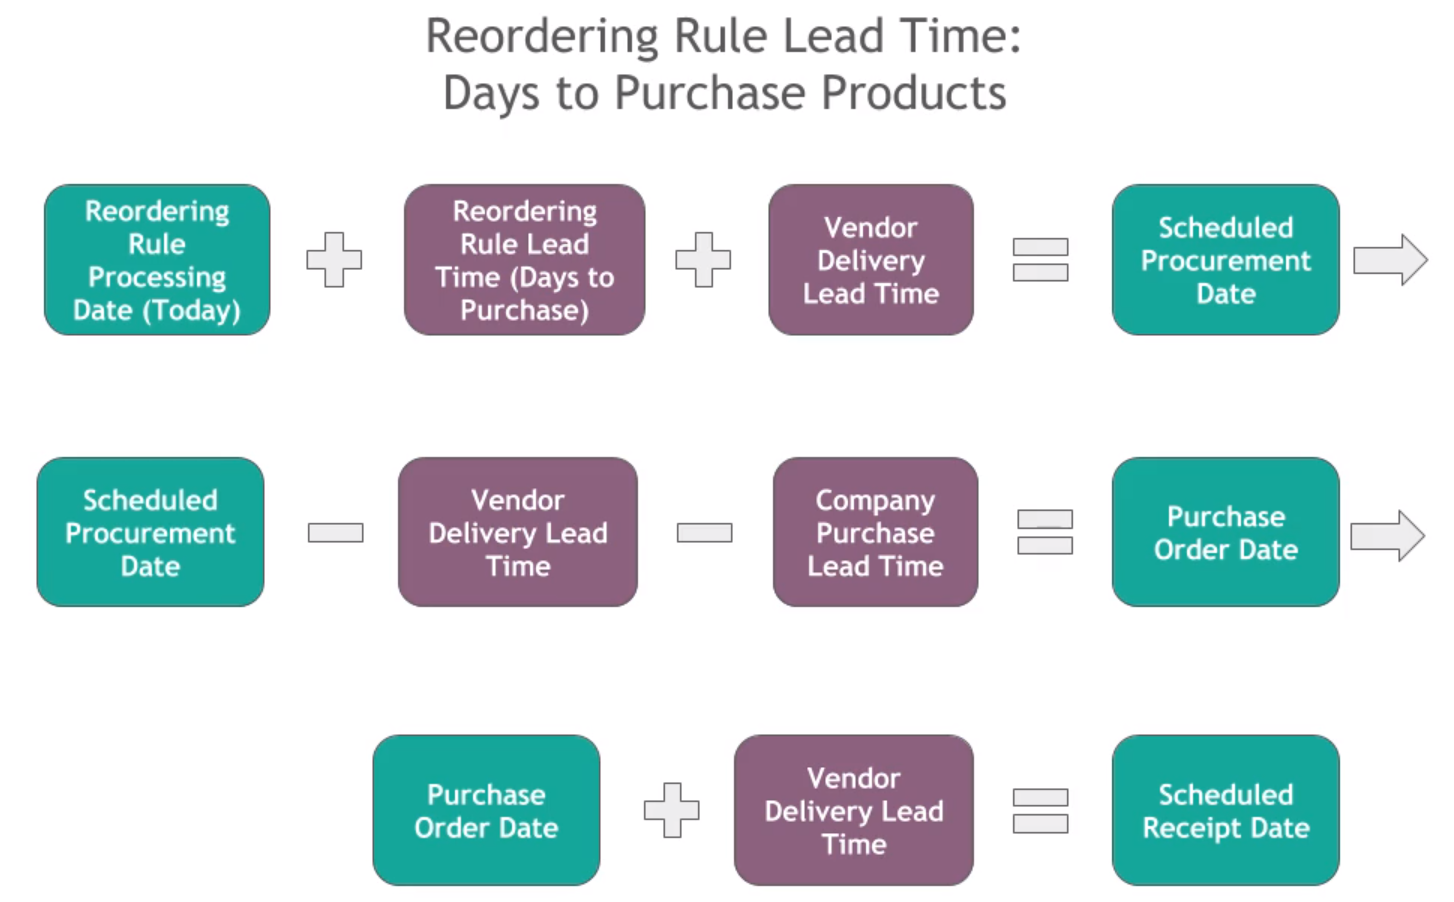 Reordering Rule Lead Time:
Days to Purchase Products
Reordering
Rule
Processing
Date (Today)
Reordering
Rule Lead
Time (Days to
Purchase)
Vendor
Delivery
Lead Time
Scheduled
Procurement
Date
Scheduled
Procurement
Date
Vendor
Delivery Lead
Time
Company
Purchase
Lead Time
Purchase
Order Date
Purchase
Order Date
Vendor
Delivery Lead
Time
Scheduled
Receipt Date